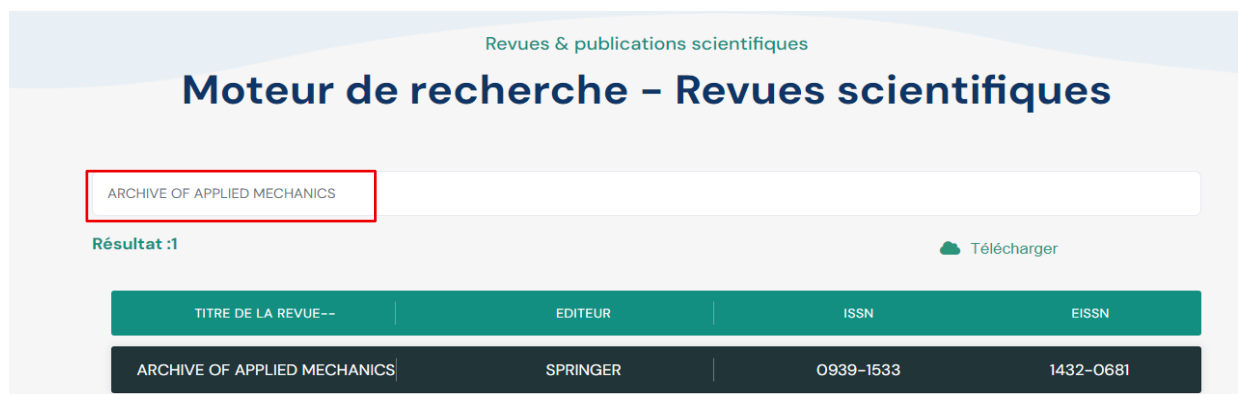 Revues & publications scientifiques
Moteur de recherche – Revues scientifiques
ARCHIVE OF APPLIED MECHANICS
Résultat :1
Télécharger
TITRE DE LA REVUE-- EDITEUR ISSN EISSN
ARCHIVE OF APPLIED MECHANICS SPRINGER 0939-1533 1432-0681